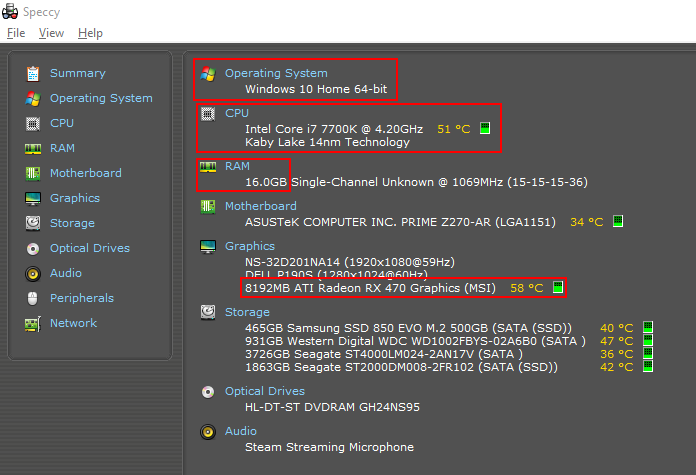 Speccy
File View Help
Summary
Operating System
CPU
RAM
Motherboard
Graphics
Storage
Optical Drives
Audio
Peripherals
Network
Operating System
Windows 10 Home 64-bit
CPU
Intel Core i7 7700K @ 4.20GHz 51 °C
Kaby Lake 14nm Technology
RAM
16.0GB Single-Channel Unknown @ 1069MHz (15-15-15-36)
Motherboard
ASUSTeK COMPUTER INC. PRIME Z270-AR (LGA1151) 34 °C
Graphics
NS-32D201NA14 (1920x1080@59Hz)
DELL P190S (1280x1024@60Hz)
8192MB ATI Radeon RX 470 Graphics (MSI) 58 °C
Storage
465GB Samsung SSD 850 EVO M.2 500GB (SATA (SSD)) 40 °C
931GB Western Digital WDC WD1002FBYS-02A6B0 (SATA ) 47 °C
3726GB Seagate ST4000LM024-2AN17V (SATA ) 36 °C
1863GB Seagate ST2000DM008-2FR102 (SATA (SSD)) 42 °C
Optical Drives
HL-DT-ST DVDRAM GH24NS95
Audio
Steam Streaming Microphone